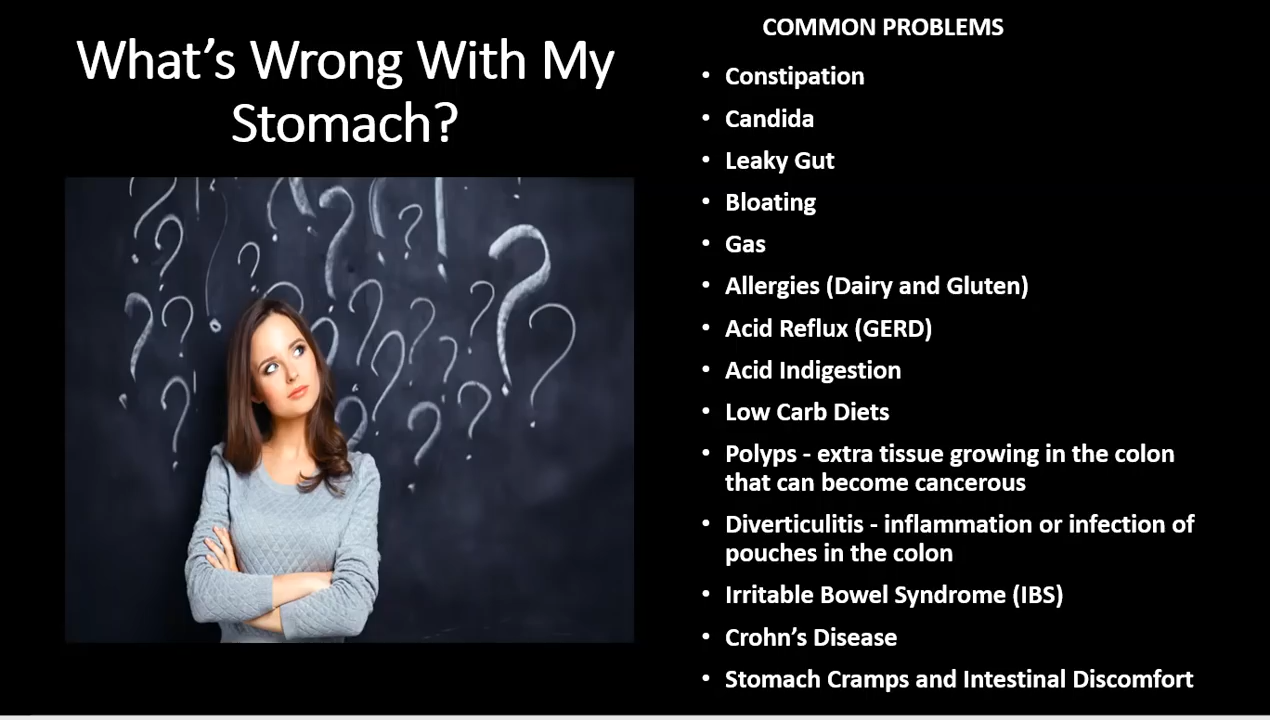 What’s Wrong With My
Stomach?
COMMON PROBLEMS
• Constipation
• Candida
• Leaky Gut
• Bloating
• Gas
• Allergies (Dairy and Gluten)
• Acid Reflux (GERD)
• Acid Indigestion
• Low Carb Diets
• Polyps - extra tissue growing in the colon
that can become cancerous
• Diverticulitis - inflammation or infection of
pouches in the colon
• Irritable Bowel Syndrome (IBS)
• Crohn’s Disease
• Stomach Cramps and Intestinal Discomfort